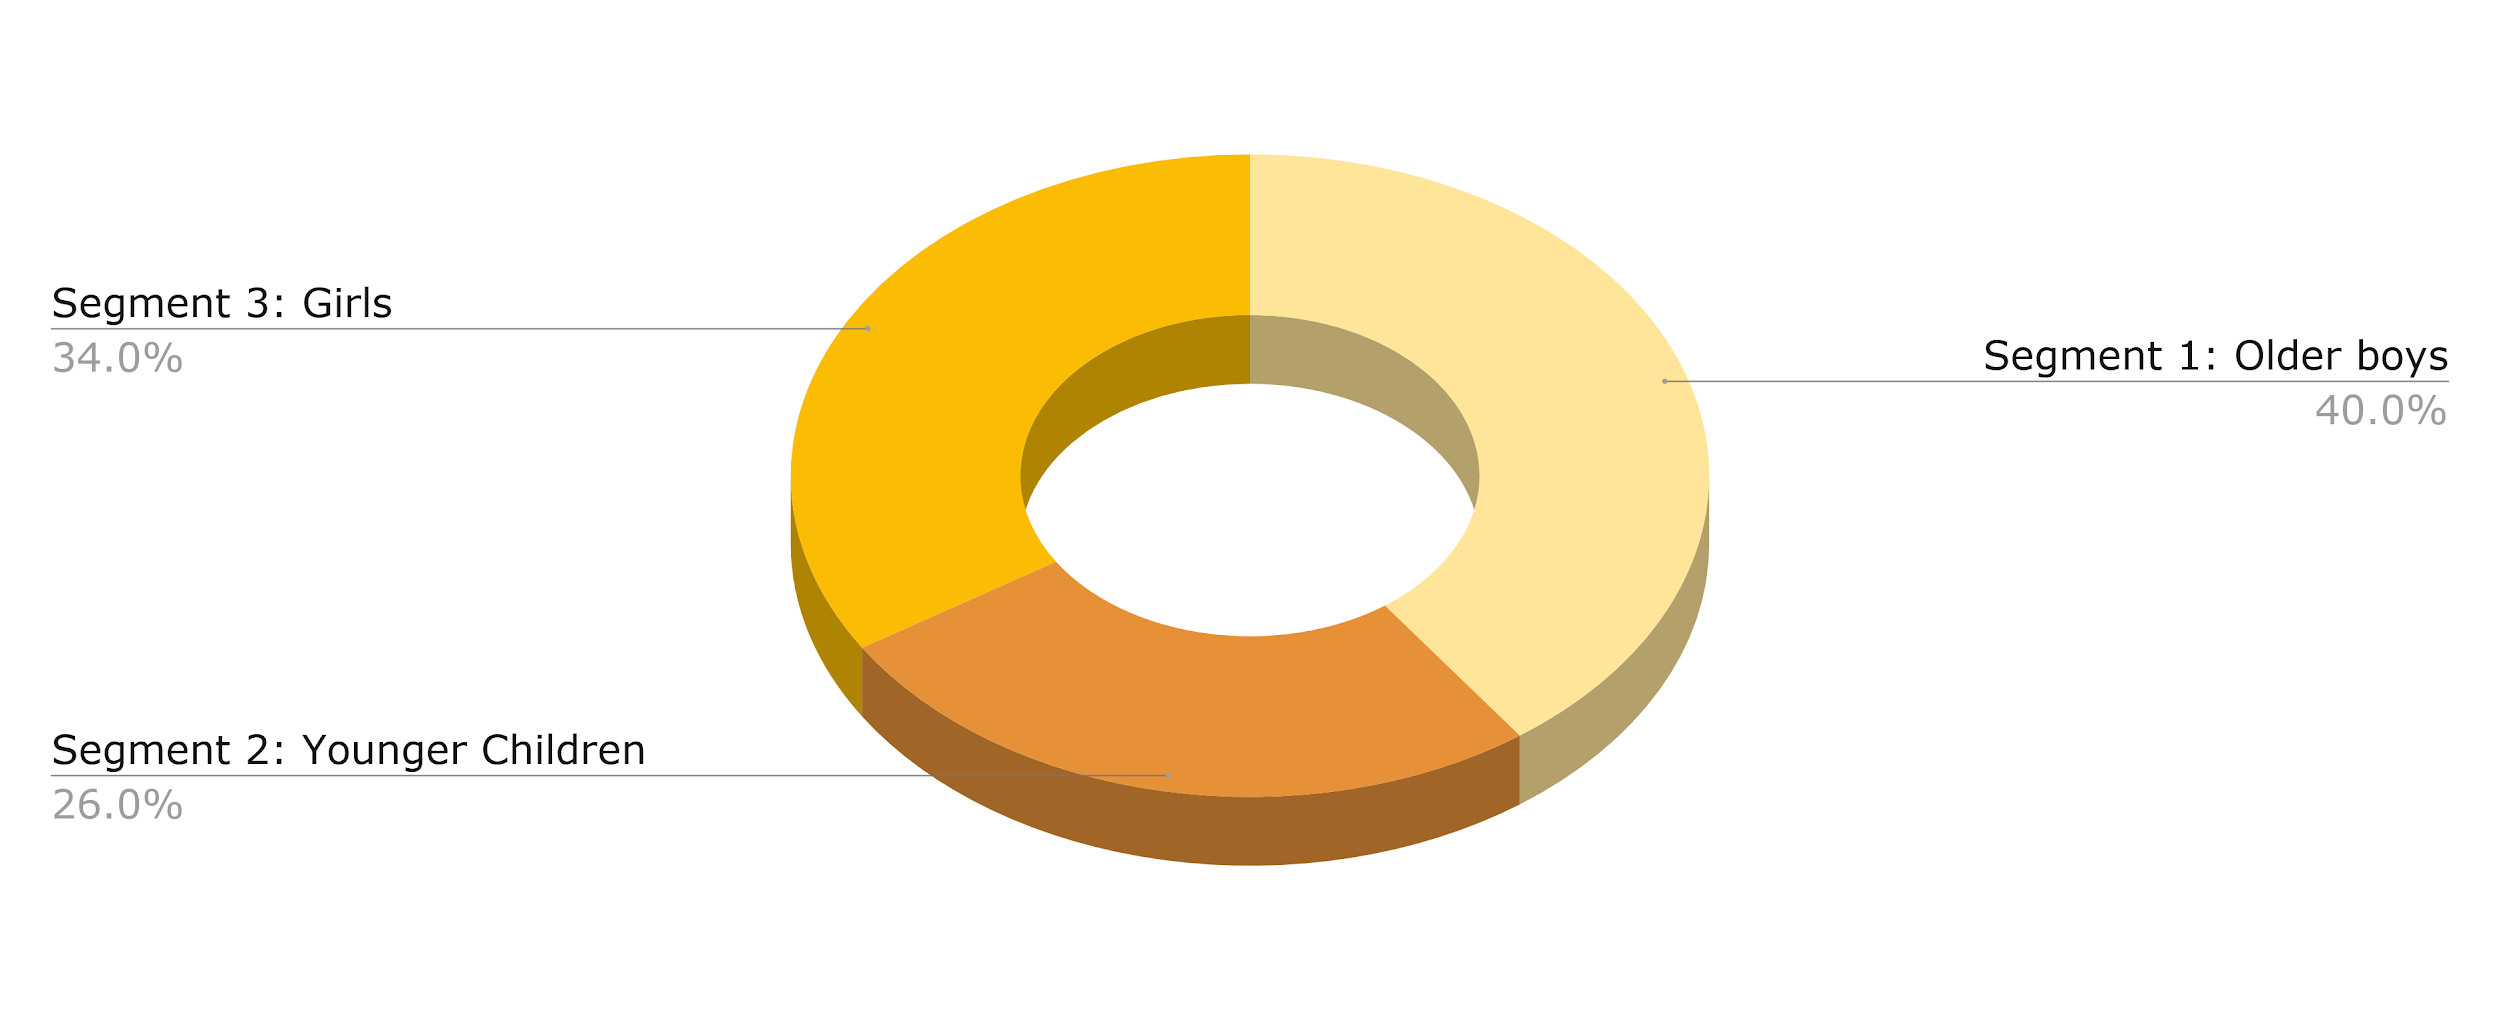 Segment 3: Girls
34.0%
Segment 1: Older boys
40.0%
Segment 2: Younger Children
26.0%